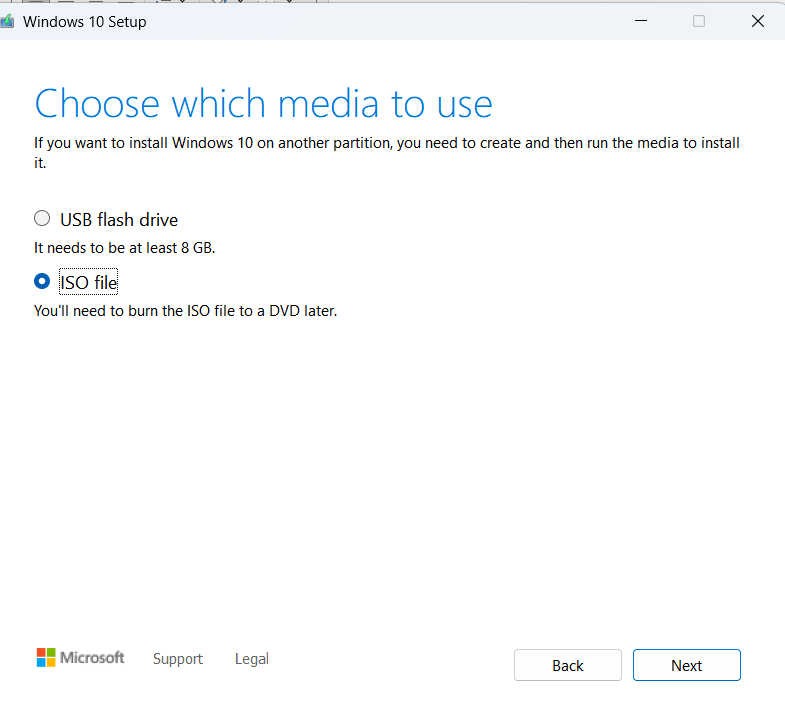 Windows 10 Setup
Choose which media to use
If you want to install Windows 10 on another partition, you need to create and then run the media to install
it.
USB flash drive
It needs to be at least 8 GB.
ISO file
You'll need to burn the ISO file to a DVD later.
Microsoft Support Legal Back Next